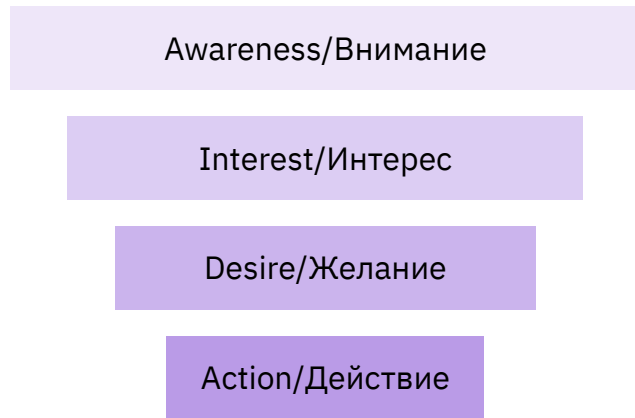 Awareness/Внимание
Interest/Интерес
Desire/Желание
Action/Действие